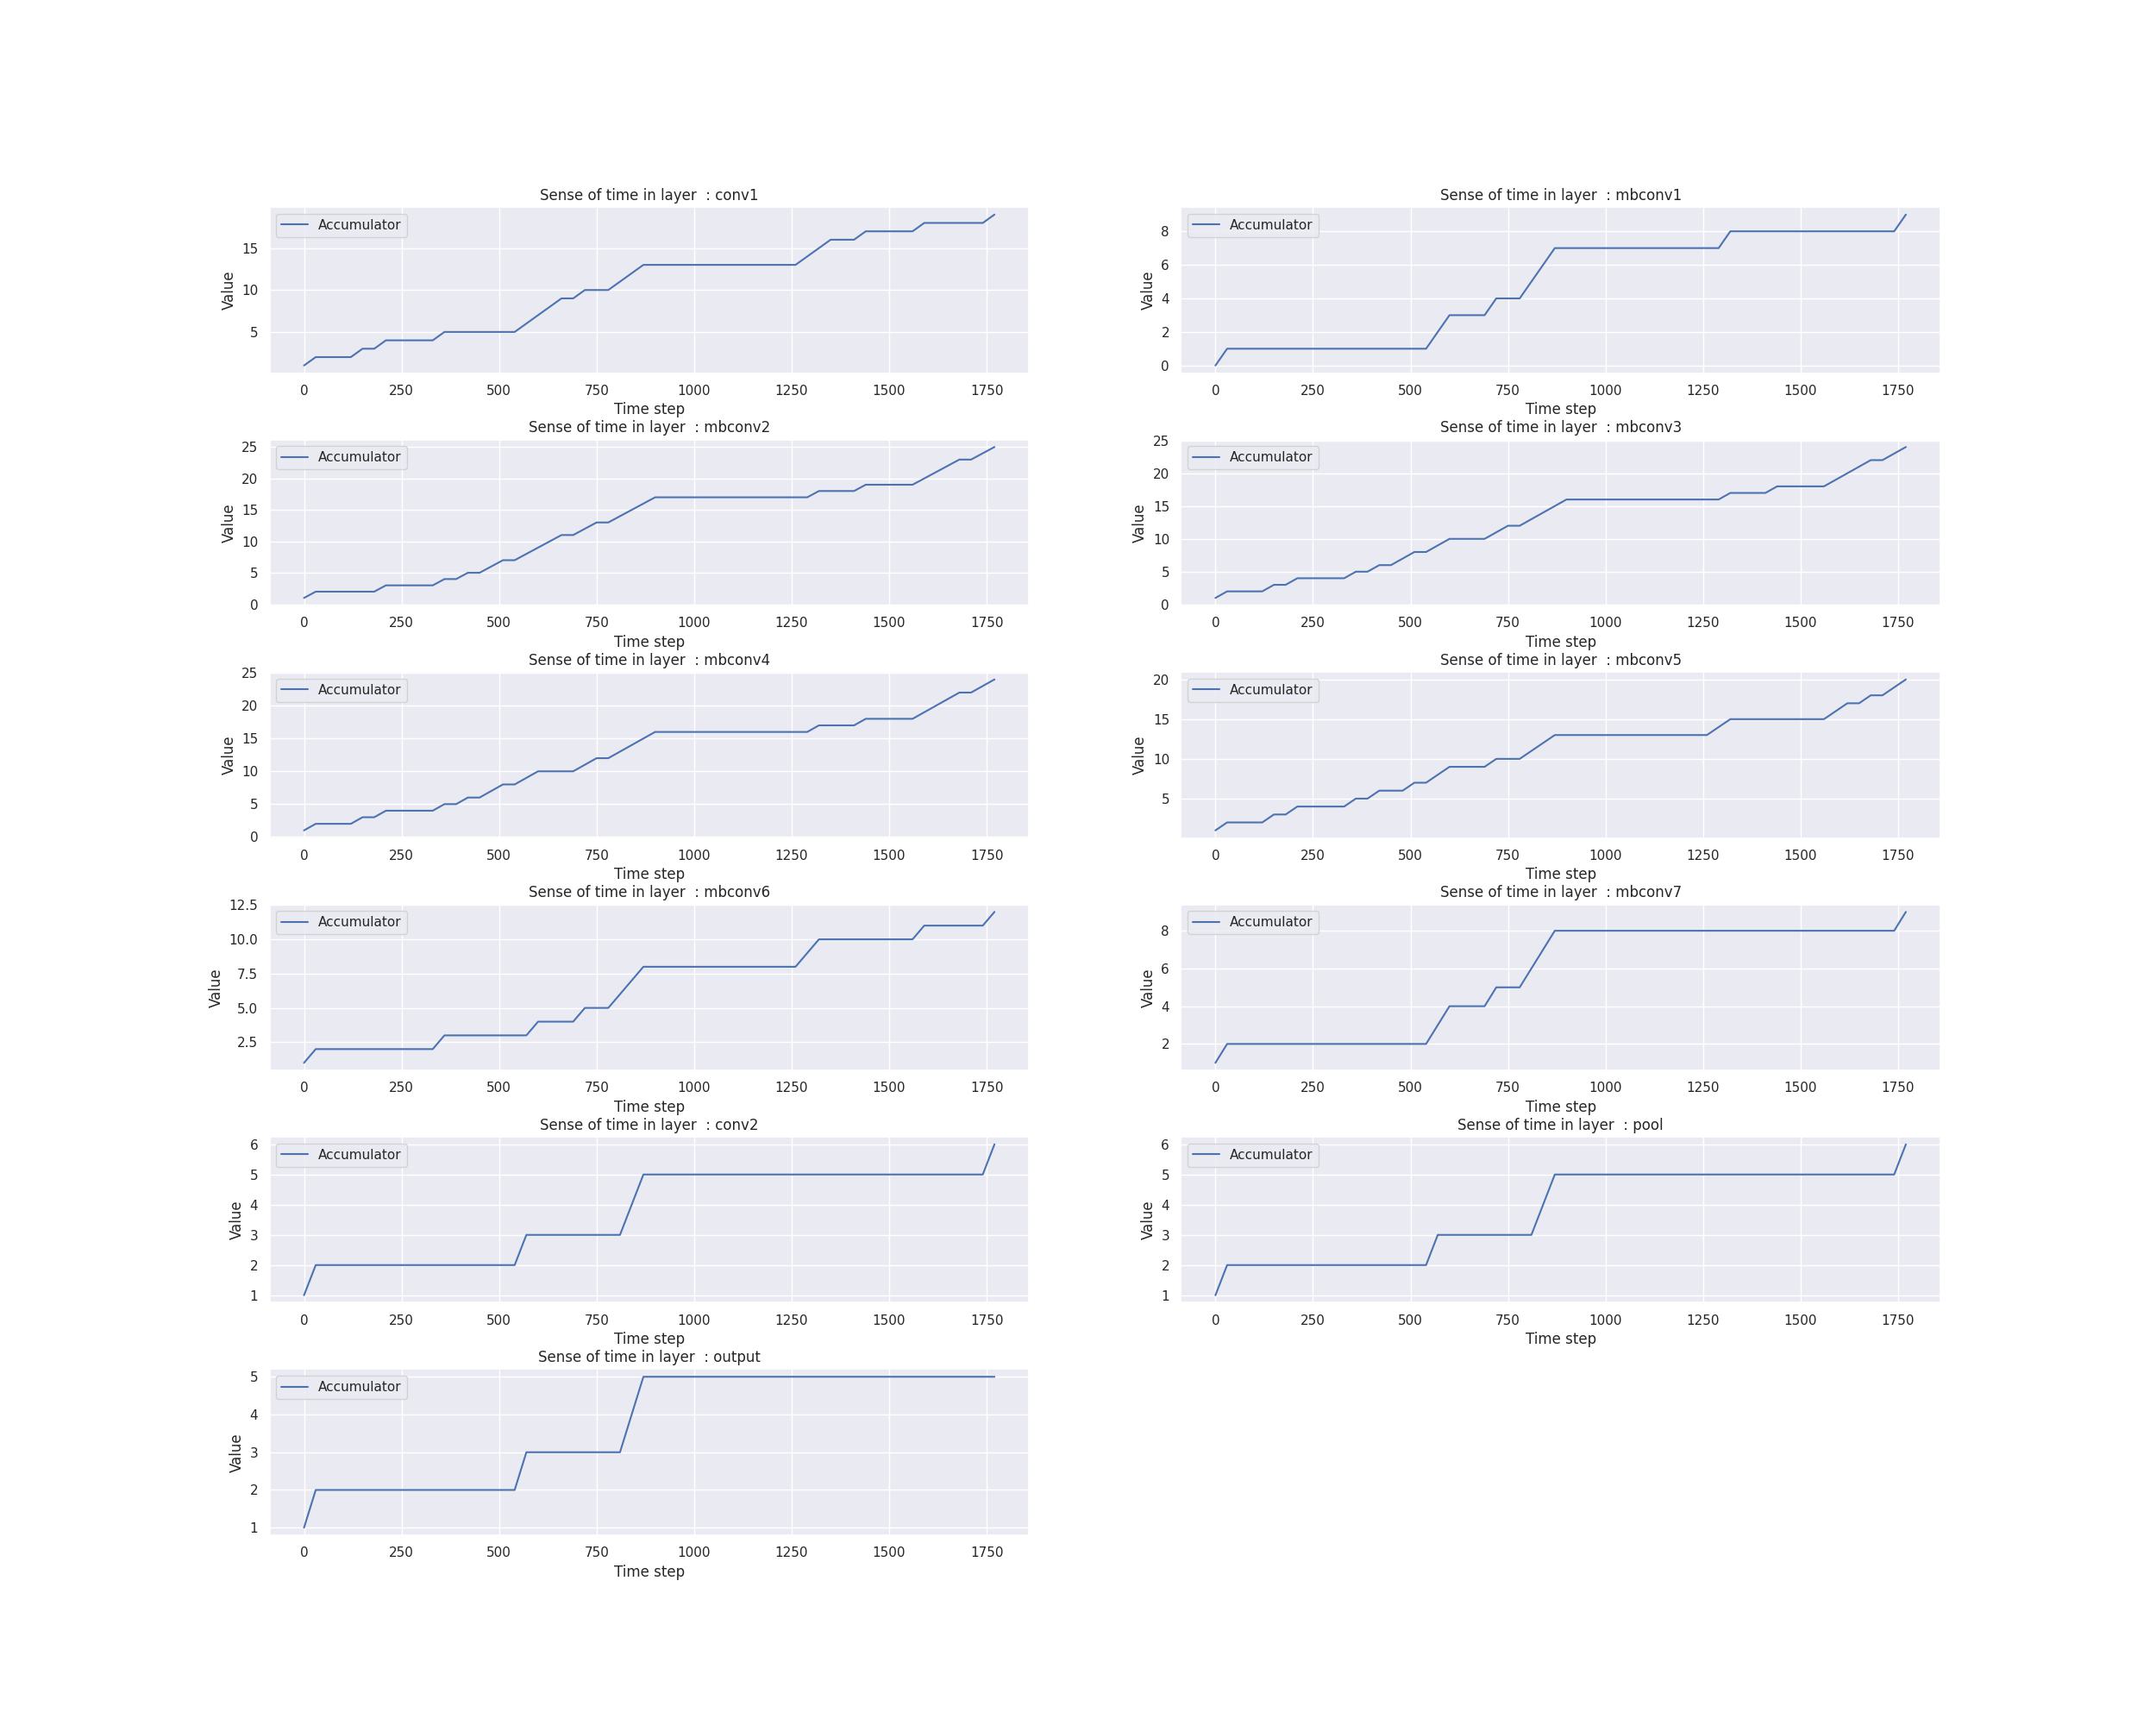 Sense of time in layer  : conv1
Accumulator
Value
15
10
5
0 250 500 750 1000 1250 1500 1750
Time step
Sense of time in layer  : mbconv1
Accumulator
Value
8
6
4
2
0
0 250 500 750 1000 1250 1500 1750
Time step
Sense of time in layer  : mbconv2
Accumulator
Value
25
20
15
10
5
0
0 250 500 750 1000 1250 1500 1750
Time step
Sense of time in layer  : mbconv3
Accumulator
Value
25
20
15
10
5
0
0 250 500 750 1000 1250 1500 1750
Time step
Sense of time in layer  : mbconv4
Accumulator
Value
25
20
15
10
5
0
0 250 500 750 1000 1250 1500 1750
Time step
Sense of time in layer  : mbconv5
Accumulator
Value
20
15
10
5
0 250 500 750 1000 1250 1500 1750
Time step
Sense of time in layer  : mbconv6
Accumulator
Value
12.5
10.0
7.5
5.0
2.5
0 250 500 750 1000 1250 1500 1750
Time step
Sense of time in layer  : mbconv7
Accumulator
Value
8
6
4
2
0 250 500 750 1000 1250 1500 1750
Time step
Sense of time in layer  : conv2
Accumulator
Value
6
5
4
3
2
1
0 250 500 750 1000 1250 1500 1750
Time step
Sense of time in layer  : pool
Accumulator
Value
6
5
4
3
2
1
0 250 500 750 1000 1250 1500 1750
Time step
Sense of time in layer  : output
Accumulator
Value
5
4
3
2
1
0 250 500 750 1000 1250 1500 1750
Time step